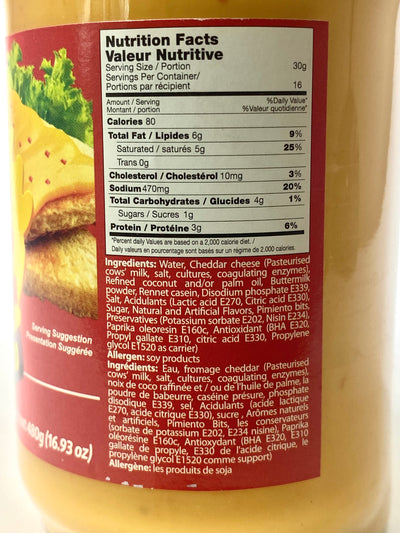 Nutrition Facts
Valeur Nutritive
Serving Size / Portion 30g
Servings Per Container/
Portions par récipient 16
Amount / Serving %Daily Value*
Montant / portion %Valeur quotidienne*
Calories 80
Total Fat / Lipides 6g 9%
Saturated / saturés 5g 25%
Trans 0g
Cholesterol / Cholestérol 10mg 3%
Sodium 470mg 20%
Total Carbohydrates / Glucides 4g 1%
Sugars / Sucres 1g
Protein / Protéine 3g 6%
*Percent daily Values are based on a 2,000 calorie diet. /
Daily valeurs en pourcentage sont basés sur un régime de 2.000 calories.
Ingredients: Water, Cheddar cheese (Pasteurised
cows' milk, salt, cultures, coagulating enzymes),
Refined coconut and/or palm oil, Buttermilk
powder, Rennet casein, Disodium phosphate E339,
Salt, Acidulants (Lactic acid E270, Citric acid E330),
Sugar, Natural and Artificial Flavors, Pimiento bits,
Preservatives (Potassium sorbate E202, Nisin E234),
Paprika oleoresin E160c, Antioxidant (BHA E320,
Propyl gallate E310, citric acid E330, Propylene
glycol E1520 as carrier)
Allergen: soy products
Ingrédients: Eau, fromage cheddar (Pasteurised
cows' milk, salt, cultures, coagulating enzymes),
noix de coco raffinée et / ou de l'huile de palme, la
poudre de babeurre, caséine présure, phosphate
disodique E339, sel, Acidulants (acide lactique
E270, acide citrique E330), sucre , Arômes naturels
et artificiels, Pimiento Bits, les conservateurs
(sorbate de potassium E202, E234 nisine), Paprika
oléorésine E160c, Antioxydant (BHA E320, E310
gallate de propyle, E330 de l'acide citrique, le
propylène glycol E1520 comme support)
Allergène: les produits de soja
Serving Suggestion
Presentation Suggérée
480g (16.93 oz)